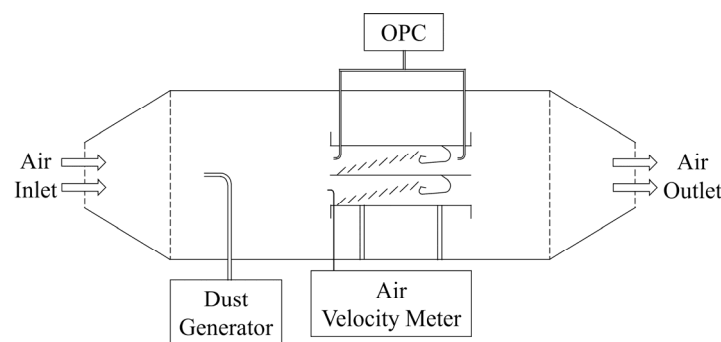 OPC
Air
Inlet
Air
Outlet
Dust
Generator
Air
Velocity Meter